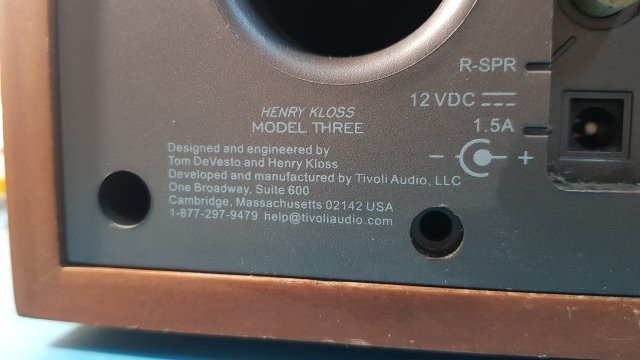 R-SPR
12 VDC
1.5A
- +
HENRY KLOSS
MODEL THREE
Designed and engineered by
Tom DeVesto and Henry Kloss
Developed and manufactured by Tivoli Audio, LLC
One Broadway, Suite 600
Cambridge, Massachusetts 02142 USA
1-877-297-9479 help@tivoliaudio.com